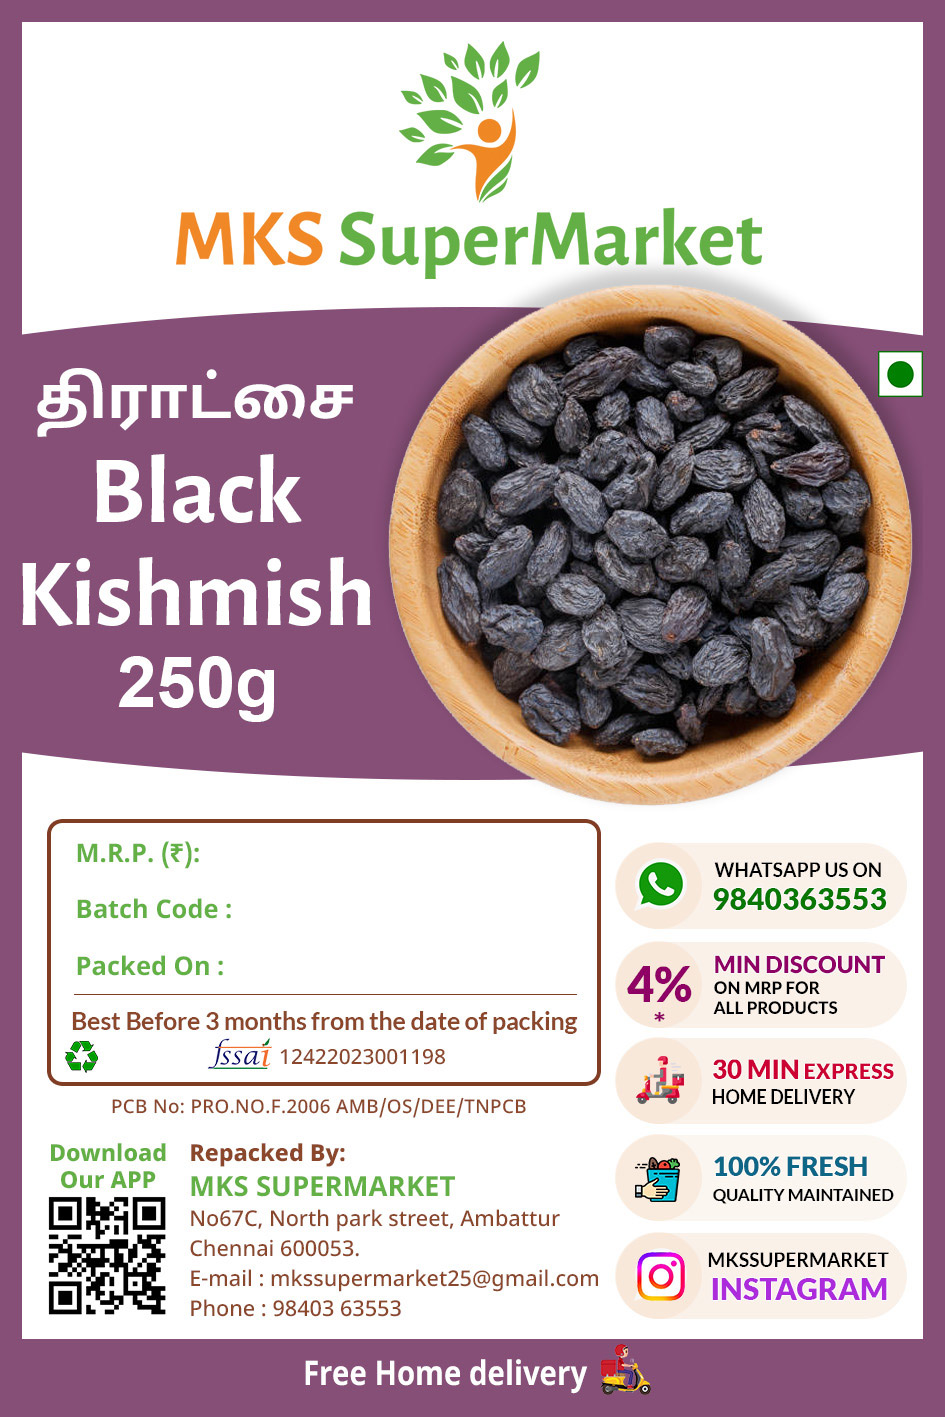 MKS SuperMarket
திராட்சை
Black
Kishmish
250g
M.R.P. (₹):
Batch Code :
Packed On :
Best Before 3 months from the date of packing
fssai 12422023001198
PCB No: PRO.NO.F.2006 AMB/OS/DEE/TNPCB
Download
Our APP
Repacked By:
MKS SUPERMARKET
No67C, North park street, Ambattur
Chennai 600053.
E-mail : mkssupermarket25@gmail.com
Phone : 98403 63553
WHATSAPP US ON
9840363553
4%
*
MIN DISCOUNT
ON MRP FOR
ALL PRODUCTS
30 MIN EXPRESS
HOME DELIVERY
100% FRESH
QUALITY MAINTAINED
MKSSUPERMARKET
INSTAGRAM
Free Home delivery